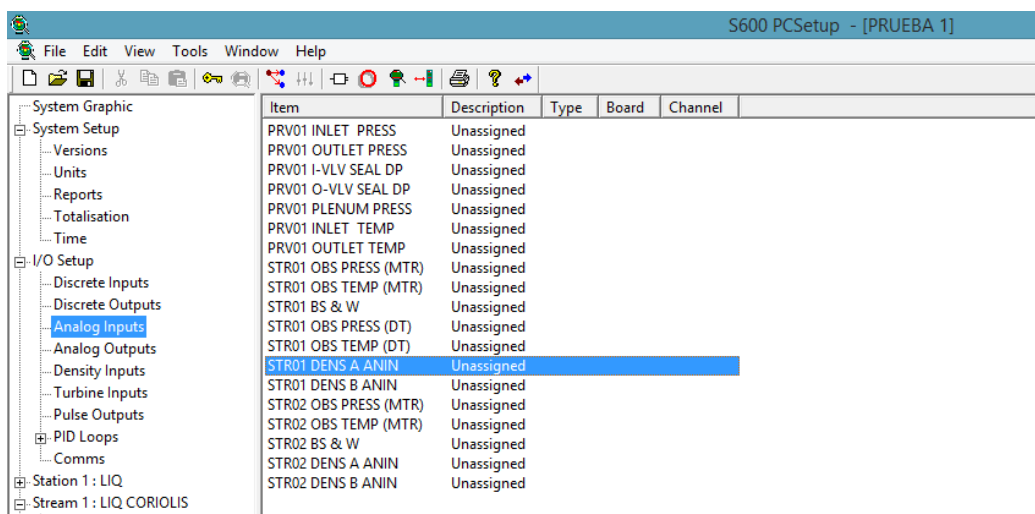 S600 PCSetup - [PRUEBA 1]
File Edit View Tools Window Help
System Graphic
System Setup
Versions
Units
Reports
Totalisation
Time
I/O Setup
Discrete Inputs
Discrete Outputs
Analog Inputs
Analog Outputs
Density Inputs
Turbine Inputs
Pulse Outputs
PID Loops
Comms
Station 1 : LIQ
Stream 1 : LIQ CORIOLIS
Item Description Type Board Channel
PRV01 INLET PRESS Unassigned
PRV01 OUTLET PRESS Unassigned
PRV01 I-VLV SEAL DP Unassigned
PRV01 O-VLV SEAL DP Unassigned
PRV01 PLENUM PRESS Unassigned
PRV01 INLET TEMP Unassigned
PRV01 OUTLET TEMP Unassigned
STR01 OBS PRESS (MTR) Unassigned
STR01 OBS TEMP (MTR) Unassigned
STR01 BS & W Unassigned
STR01 OBS PRESS (DT) Unassigned
STR01 OBS TEMP (DT) Unassigned
STR01 DENS A ANIN Unassigned
STR01 DENS B ANIN Unassigned
STR02 OBS PRESS (MTR) Unassigned
STR02 OBS TEMP (MTR) Unassigned
STR02 BS & W Unassigned
STR02 DENS A ANIN Unassigned
STR02 DENS B ANIN Unassigned